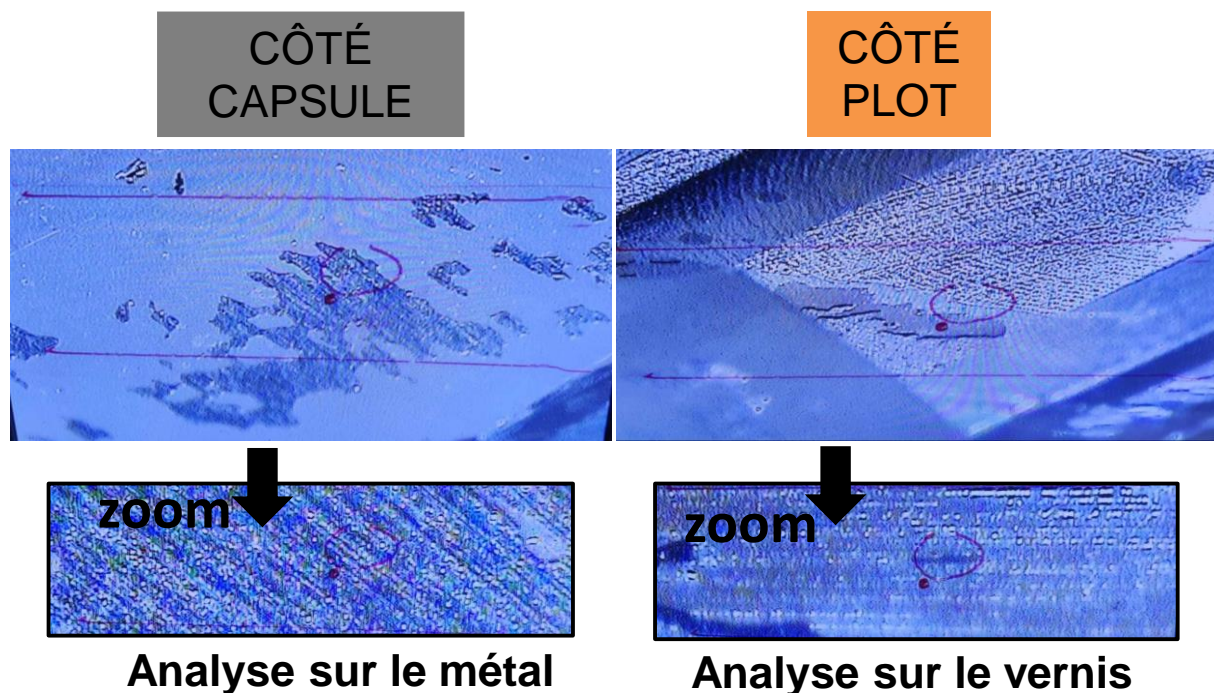 CÔTÉ
CAPSULE
CÔTÉ
PLOT
zoom
zoom
Analyse sur le métal
Analyse sur le vernis